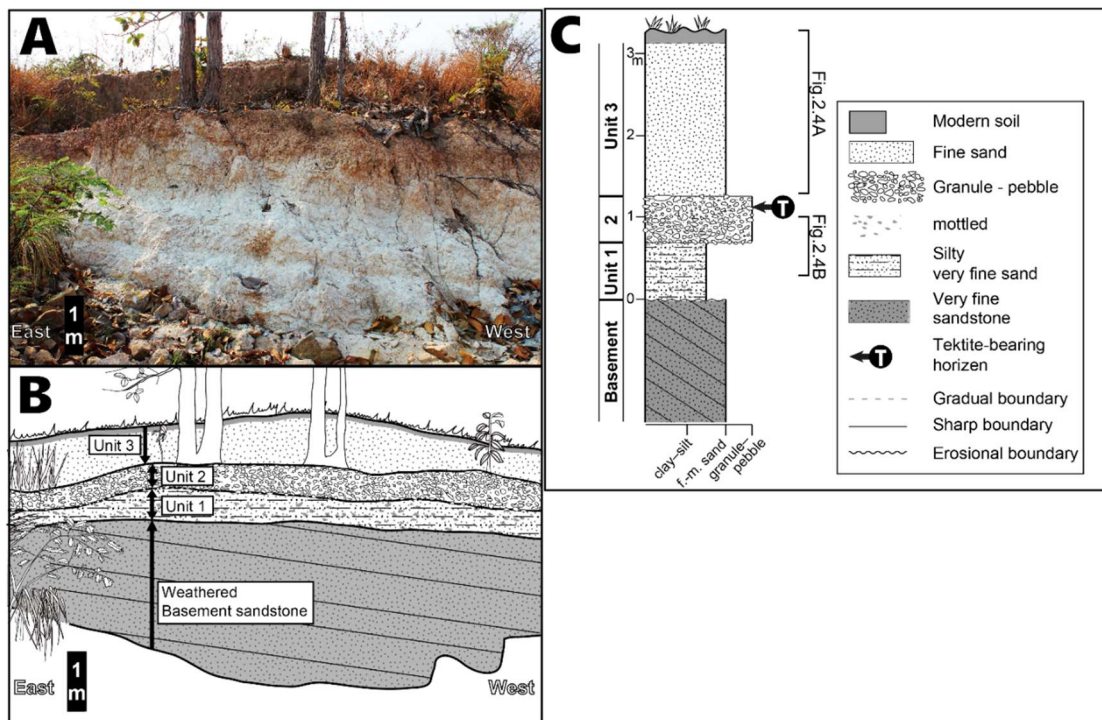 A
1
m
East
West
B
Unit 3
Unit 2
Unit 1
Weathered
Basement sandstone
1
m
East
West
C
3
m
2
1
0
Unit 3
2
Unit 1
Basement
T
Fig.2.4A
Fig.2.4B
clay–silt
f.-m. sand
granule–
pebble
Modern soil
Fine sand
Granule - pebble
mottled
Silty
very fine sand
Very fine
sandstone
T
Tektite-bearing
horizen
Gradual boundary
Sharp boundary
Erosional boundary